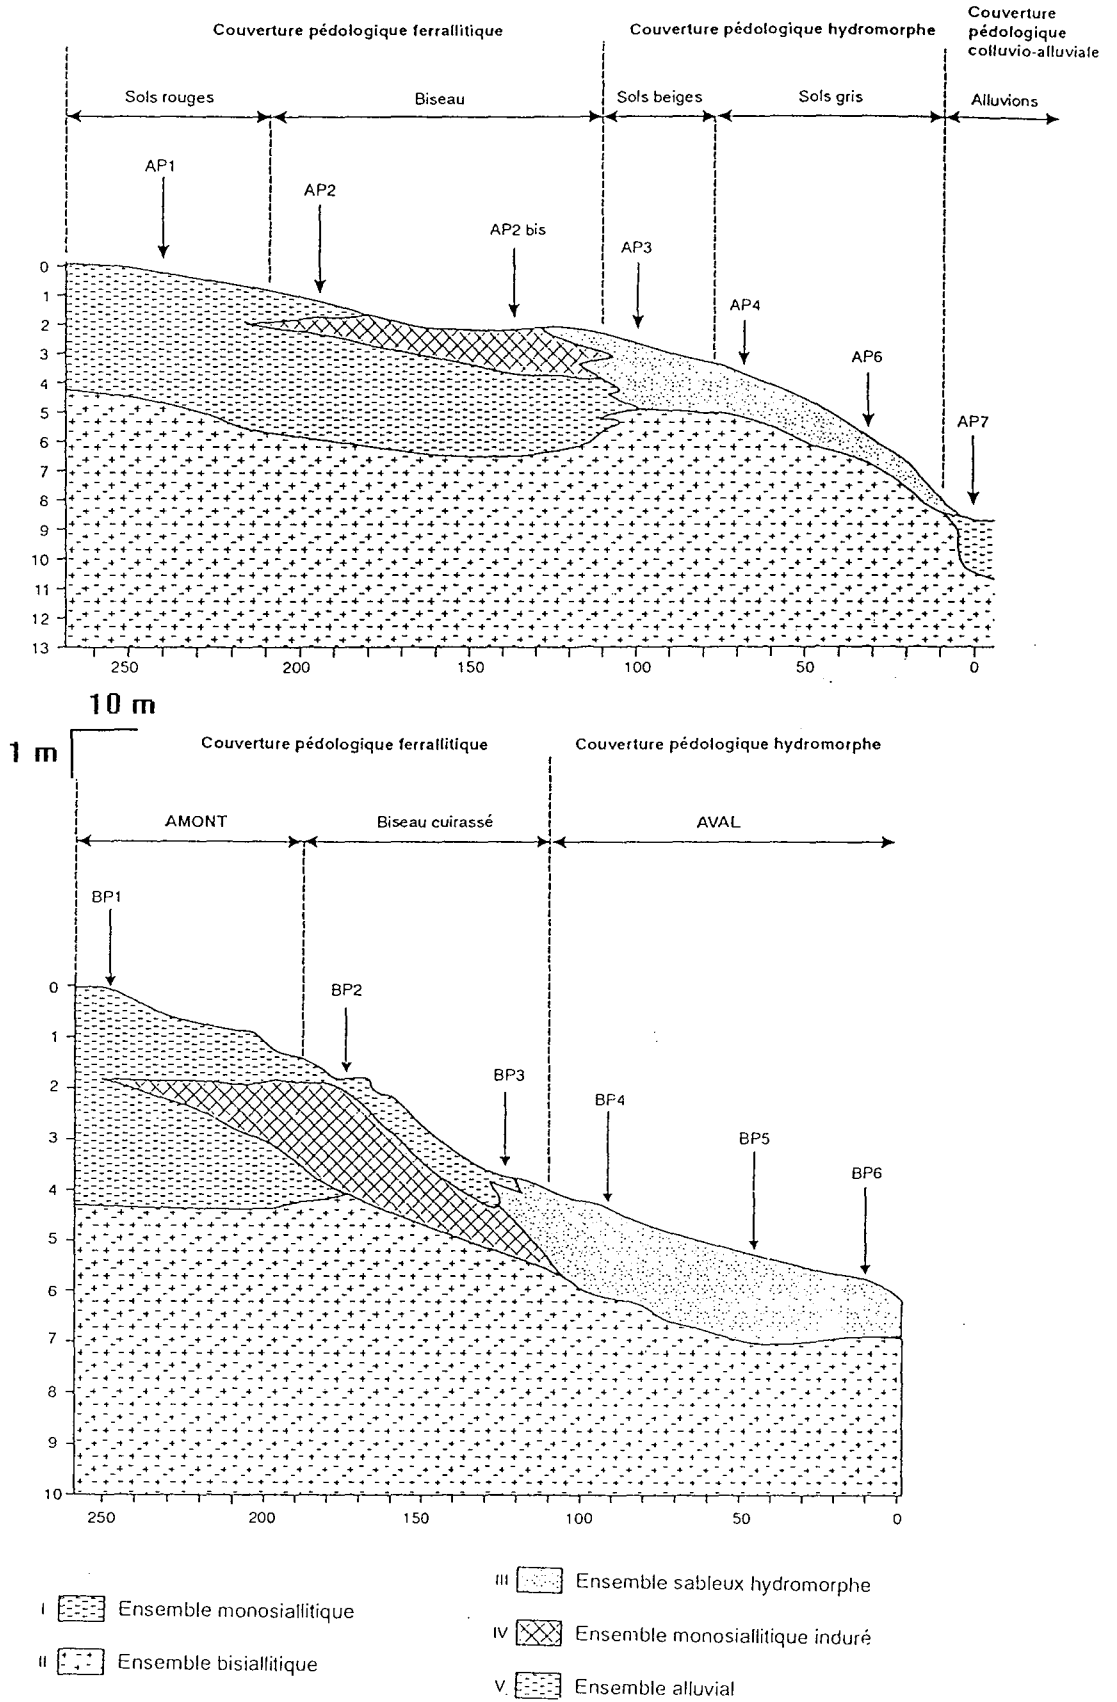 Couverture pédologique ferrallitique
Couverture pédologique hydromorphe
Couverture
pédologique
colluvio-alluviale
Sols rouges
Biseau
Sols beiges
Sols gris
Alluvions
AP1
AP2
AP2 bis
AP3
AP4
AP6
AP7
0
1
2
3
4
5
6
7
8
9
10
11
12
13
250
200
150
100
50
0
10 m
1 m
Couverture pédologique ferrallitique
Couverture pédologique hydromorphe
AMONT
Biseau cuirassé
AVAL
BP1
BP2
BP3
BP4
BP5
BP6
0
1
2
3
4
5
6
7
8
9
10
250
200
150
100
50
0
I Ensemble monosiallitique
II Ensemble bisiallitique
III Ensemble sableux hydromorphe
IV Ensemble monosiallitique induré
V Ensemble alluvial